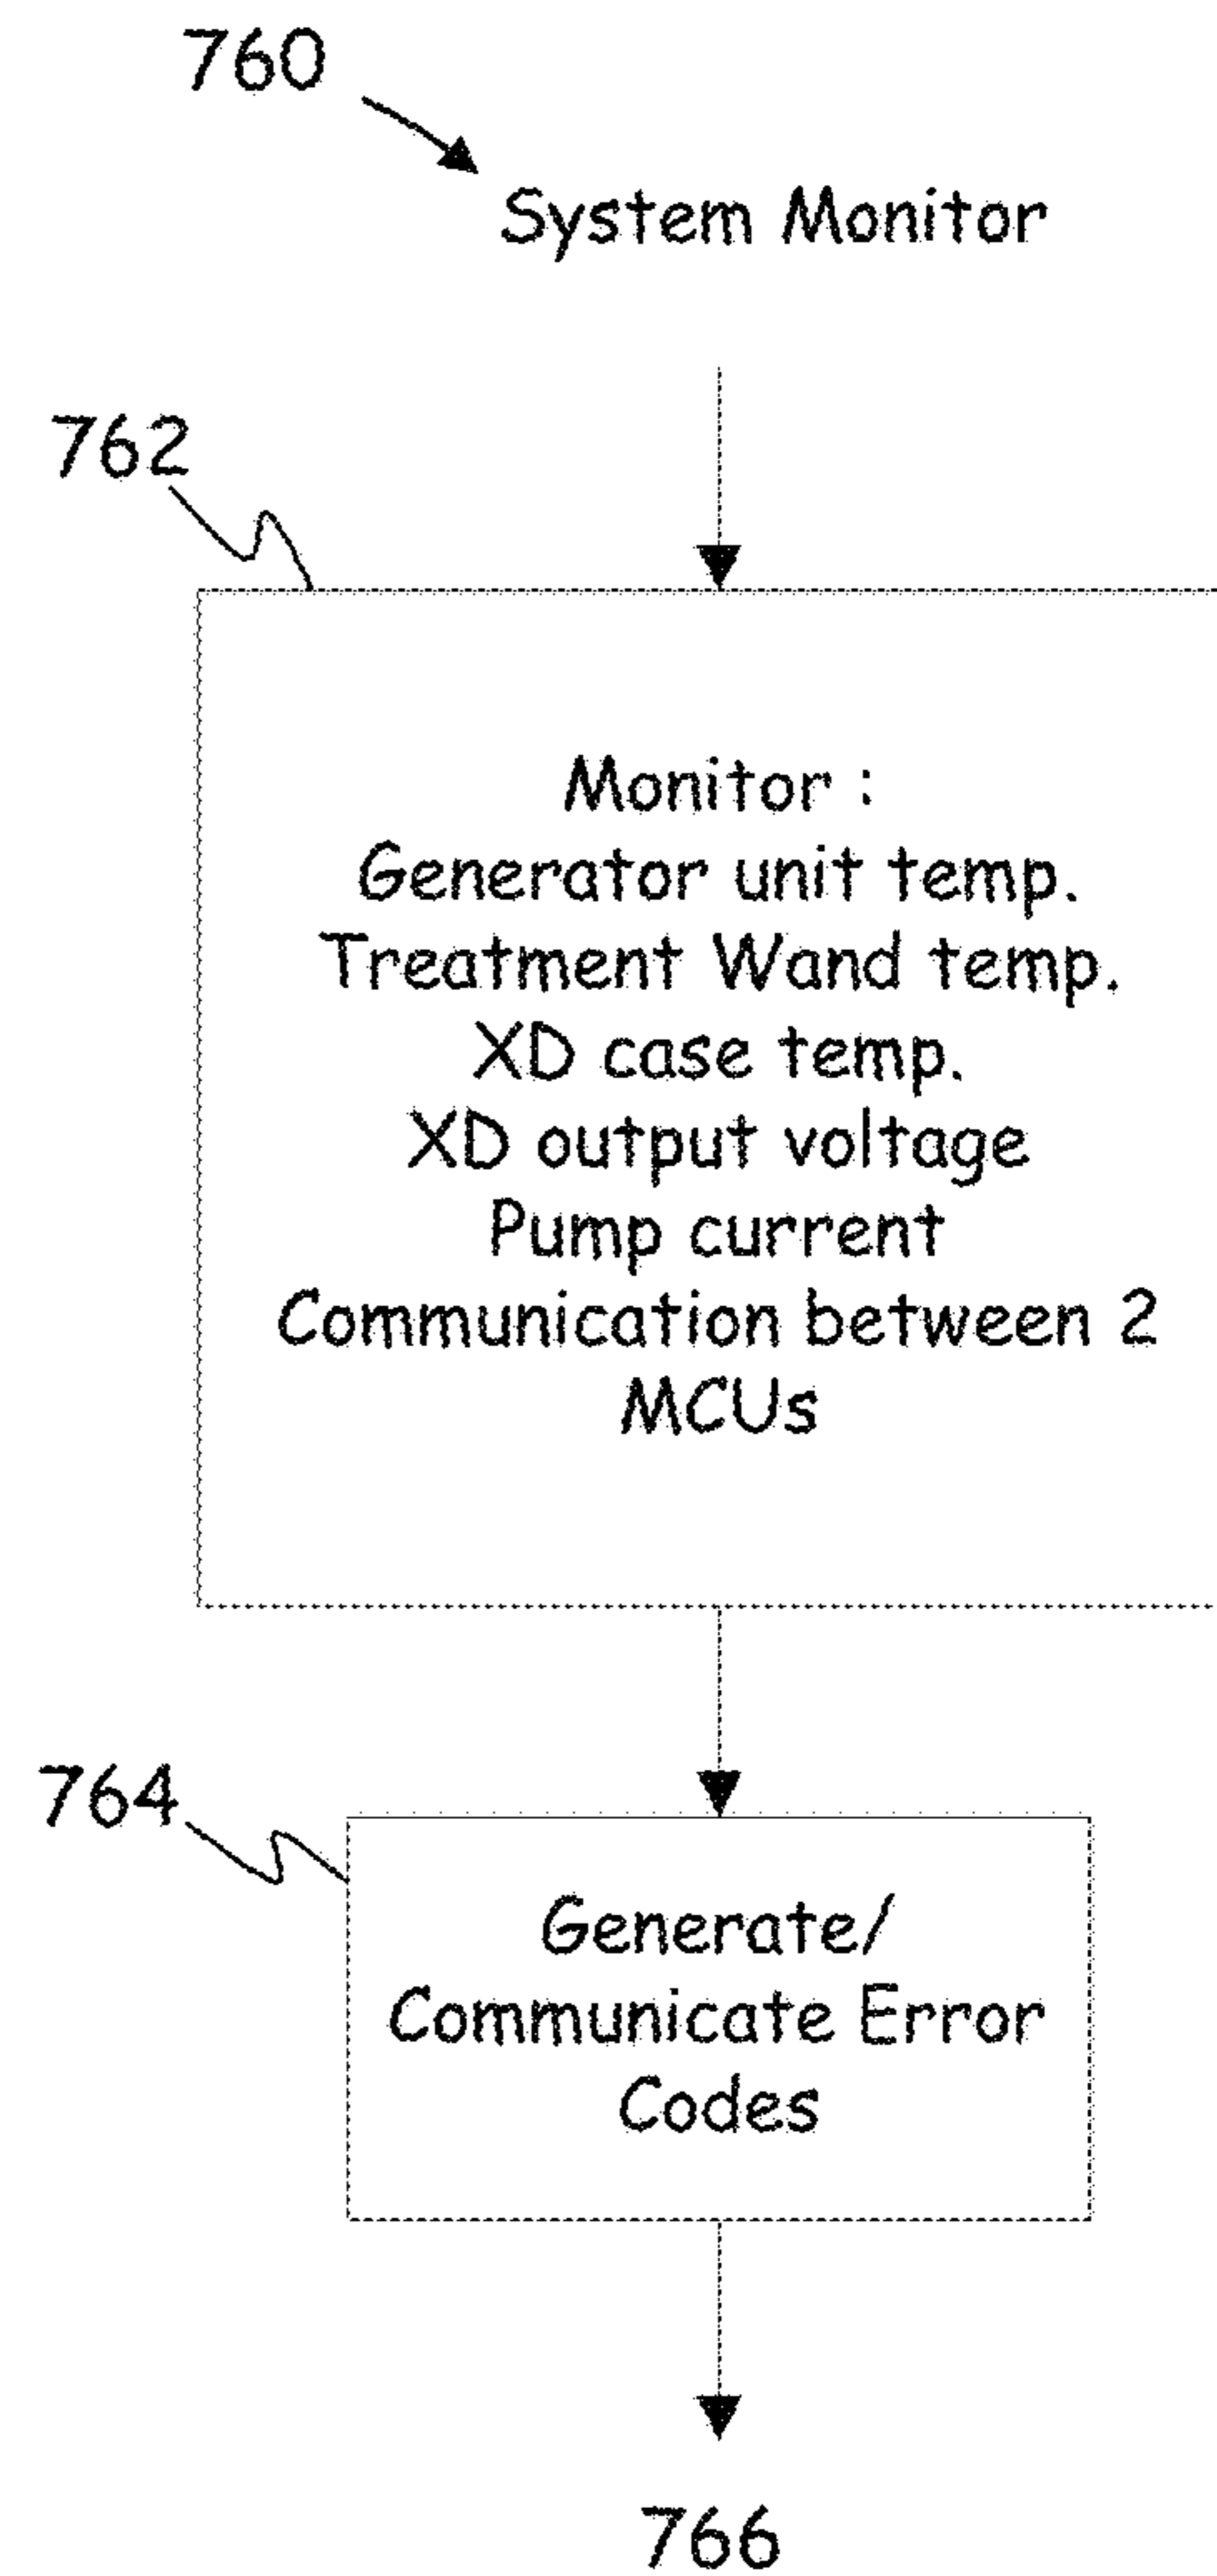 760
System Monitor
762
Monitor :
Generator unit temp.
Treatment Wand temp.
XD case temp.
XD output voltage
Pump current
Communication between 2
MCUs
764
Generate/
Communicate Error
Codes
766